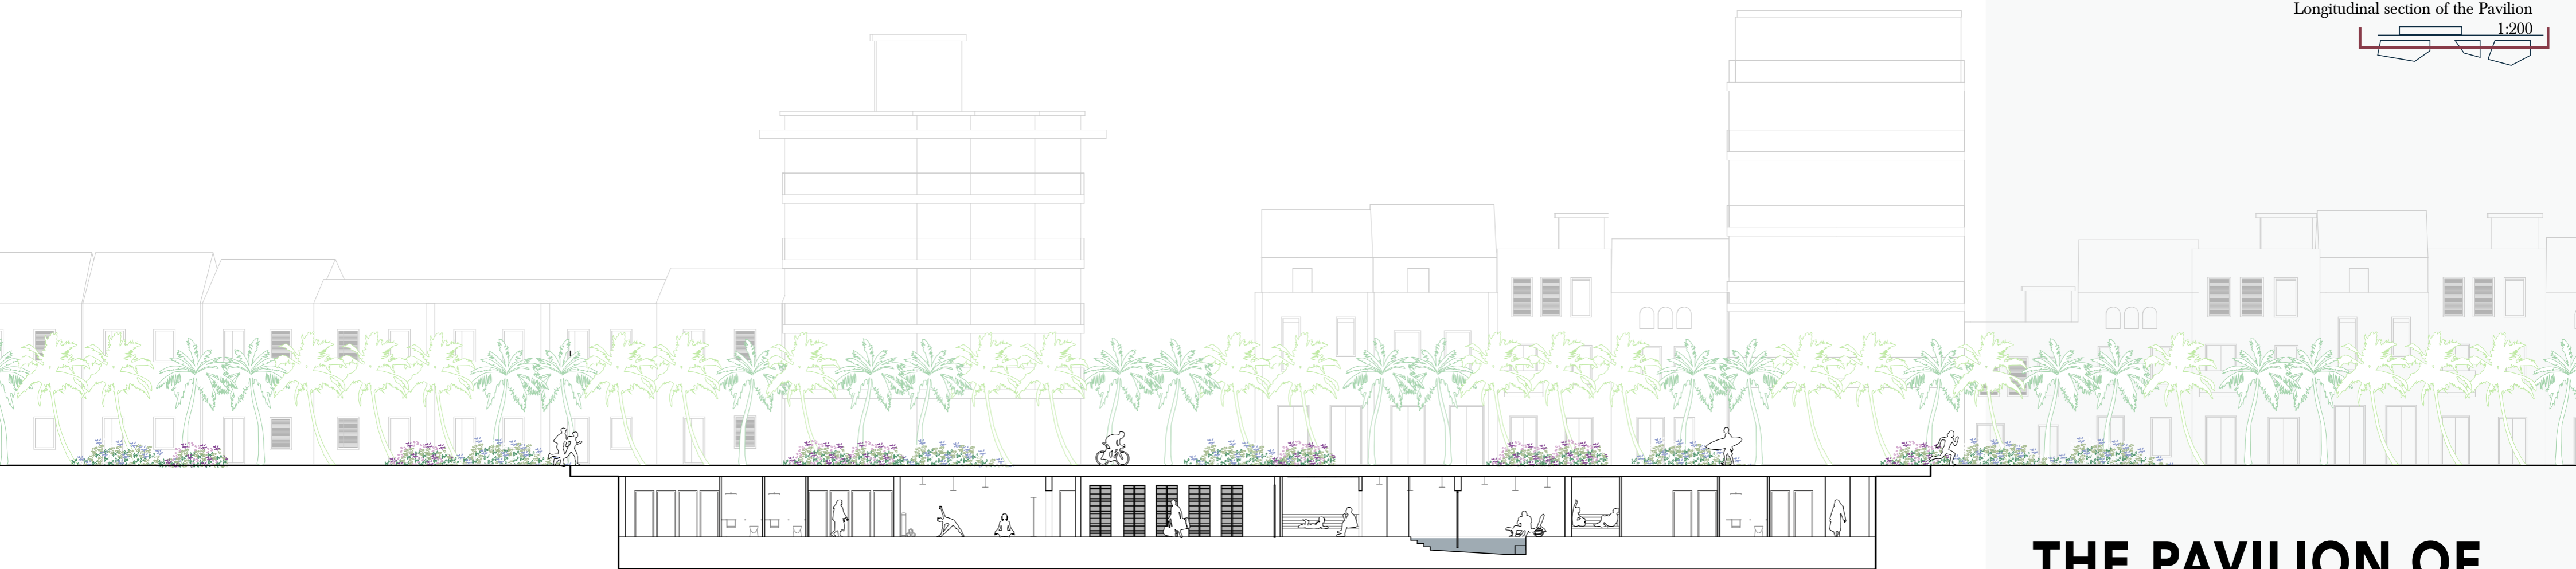 Longitudinal section of the Pavilion
1:200
THE PAVILION OF